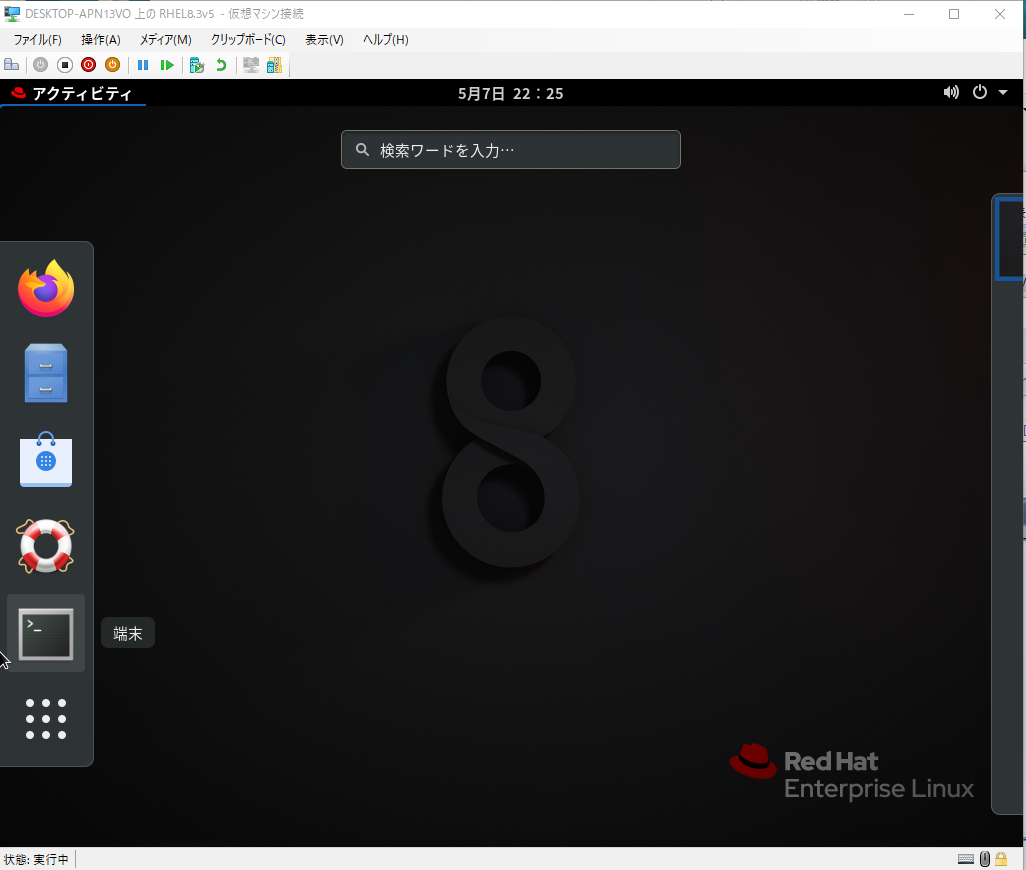 DESKTOP-APN13VO 上の RHEL8.3v5 - 仮想マシン接続
ファイル(F) 操作(A) メディア(M) クリップボード(C) 表示(V) ヘルプ(H)
アクティビティ 5月7日 22：25
検索ワードを入力…
8
>_
端末
Red Hat
Enterprise Linux
状態: 実行中